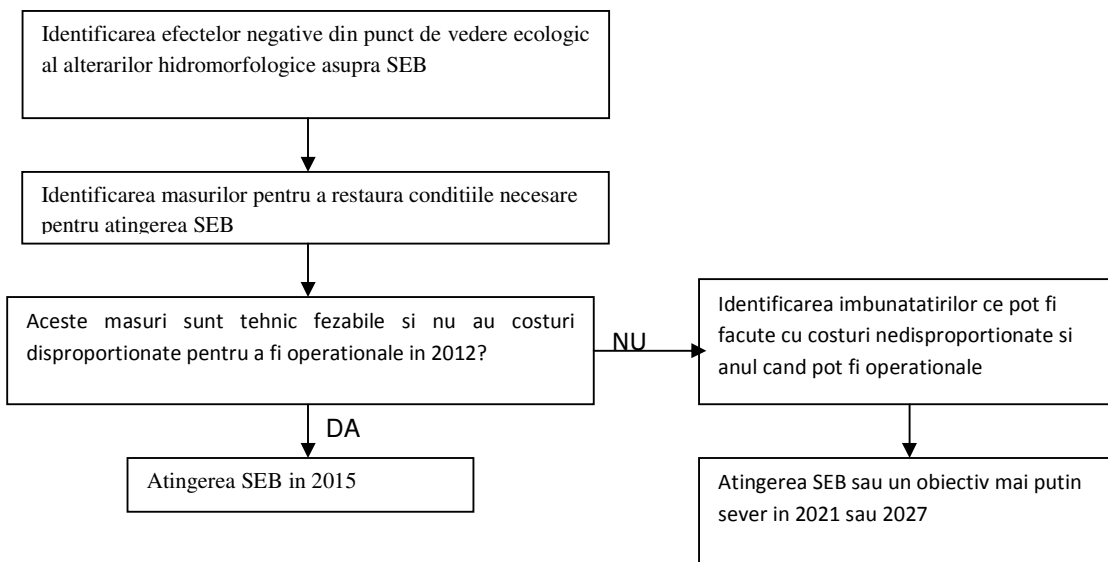 Identificarea efectelor negative din punct de vedere ecologic
al alterarilor hidromorfologice asupra SEB
Identificarea masurilor pentru a restaura conditiile necesare
pentru atingerea SEB
Aceste masuri sunt tehnic fezabile si nu au costuri
disproportionate pentru a fi operationale in 2012?
NU
Identificarea imbunatatirilor ce pot fi
facute cu costuri nedisproportionate si
anul cand pot fi operationale
DA
Atingerea SEB in 2015
Atingerea SEB sau un obiectiv mai putin
sever in 2021 sau 2027